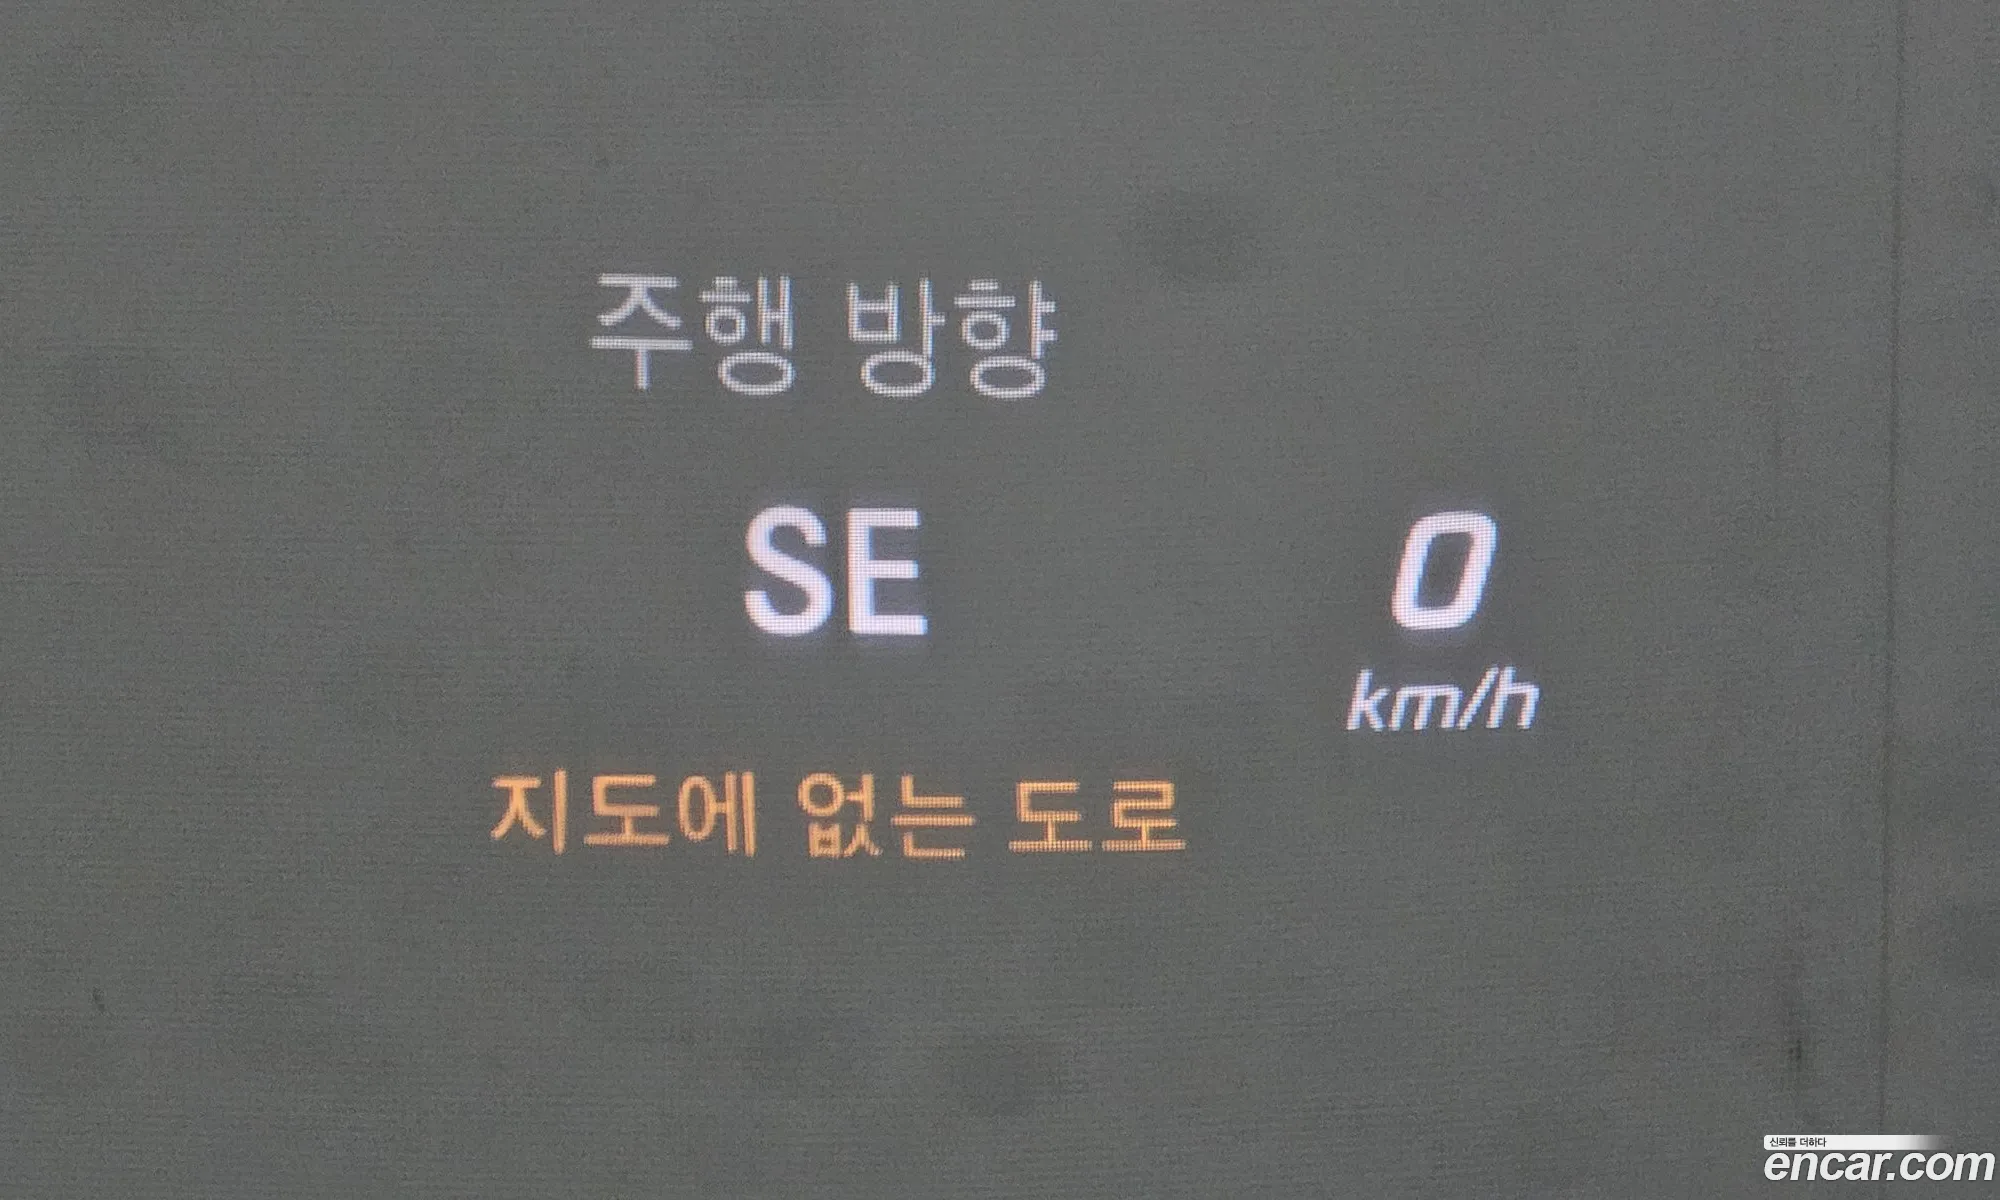 주행 방향
SE
0
km/h
지도에 없는 도로
신뢰를 더하다
encar.com